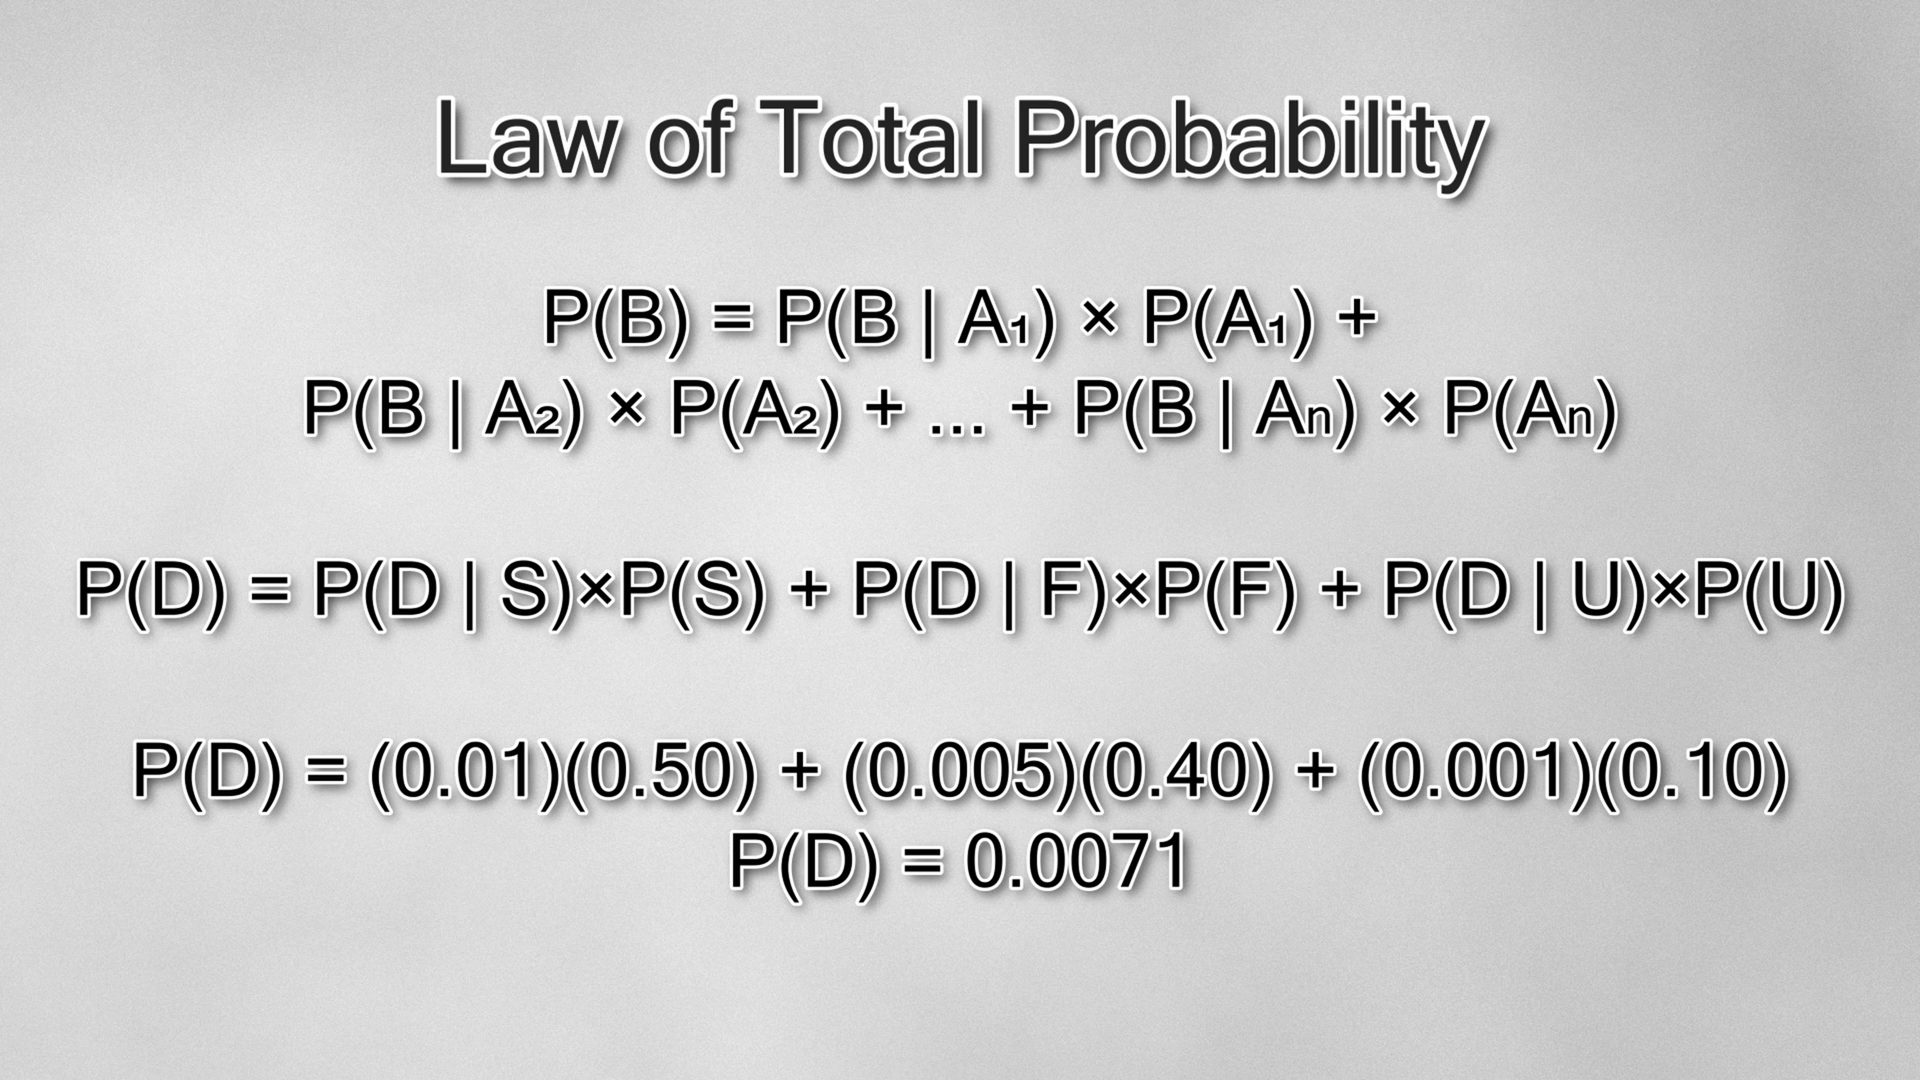 Law of Total Probability
P(B) = P(B | A₁) × P(A₁) +
P(B | A₂) × P(A₂) + ... + P(B | Aₙ) × P(Aₙ)
P(D) = P(D | S)×P(S) + P(D | F)×P(F) + P(D | U)×P(U)
P(D) = (0.01)(0.50) + (0.005)(0.40) + (0.001)(0.10)
P(D) = 0.0071